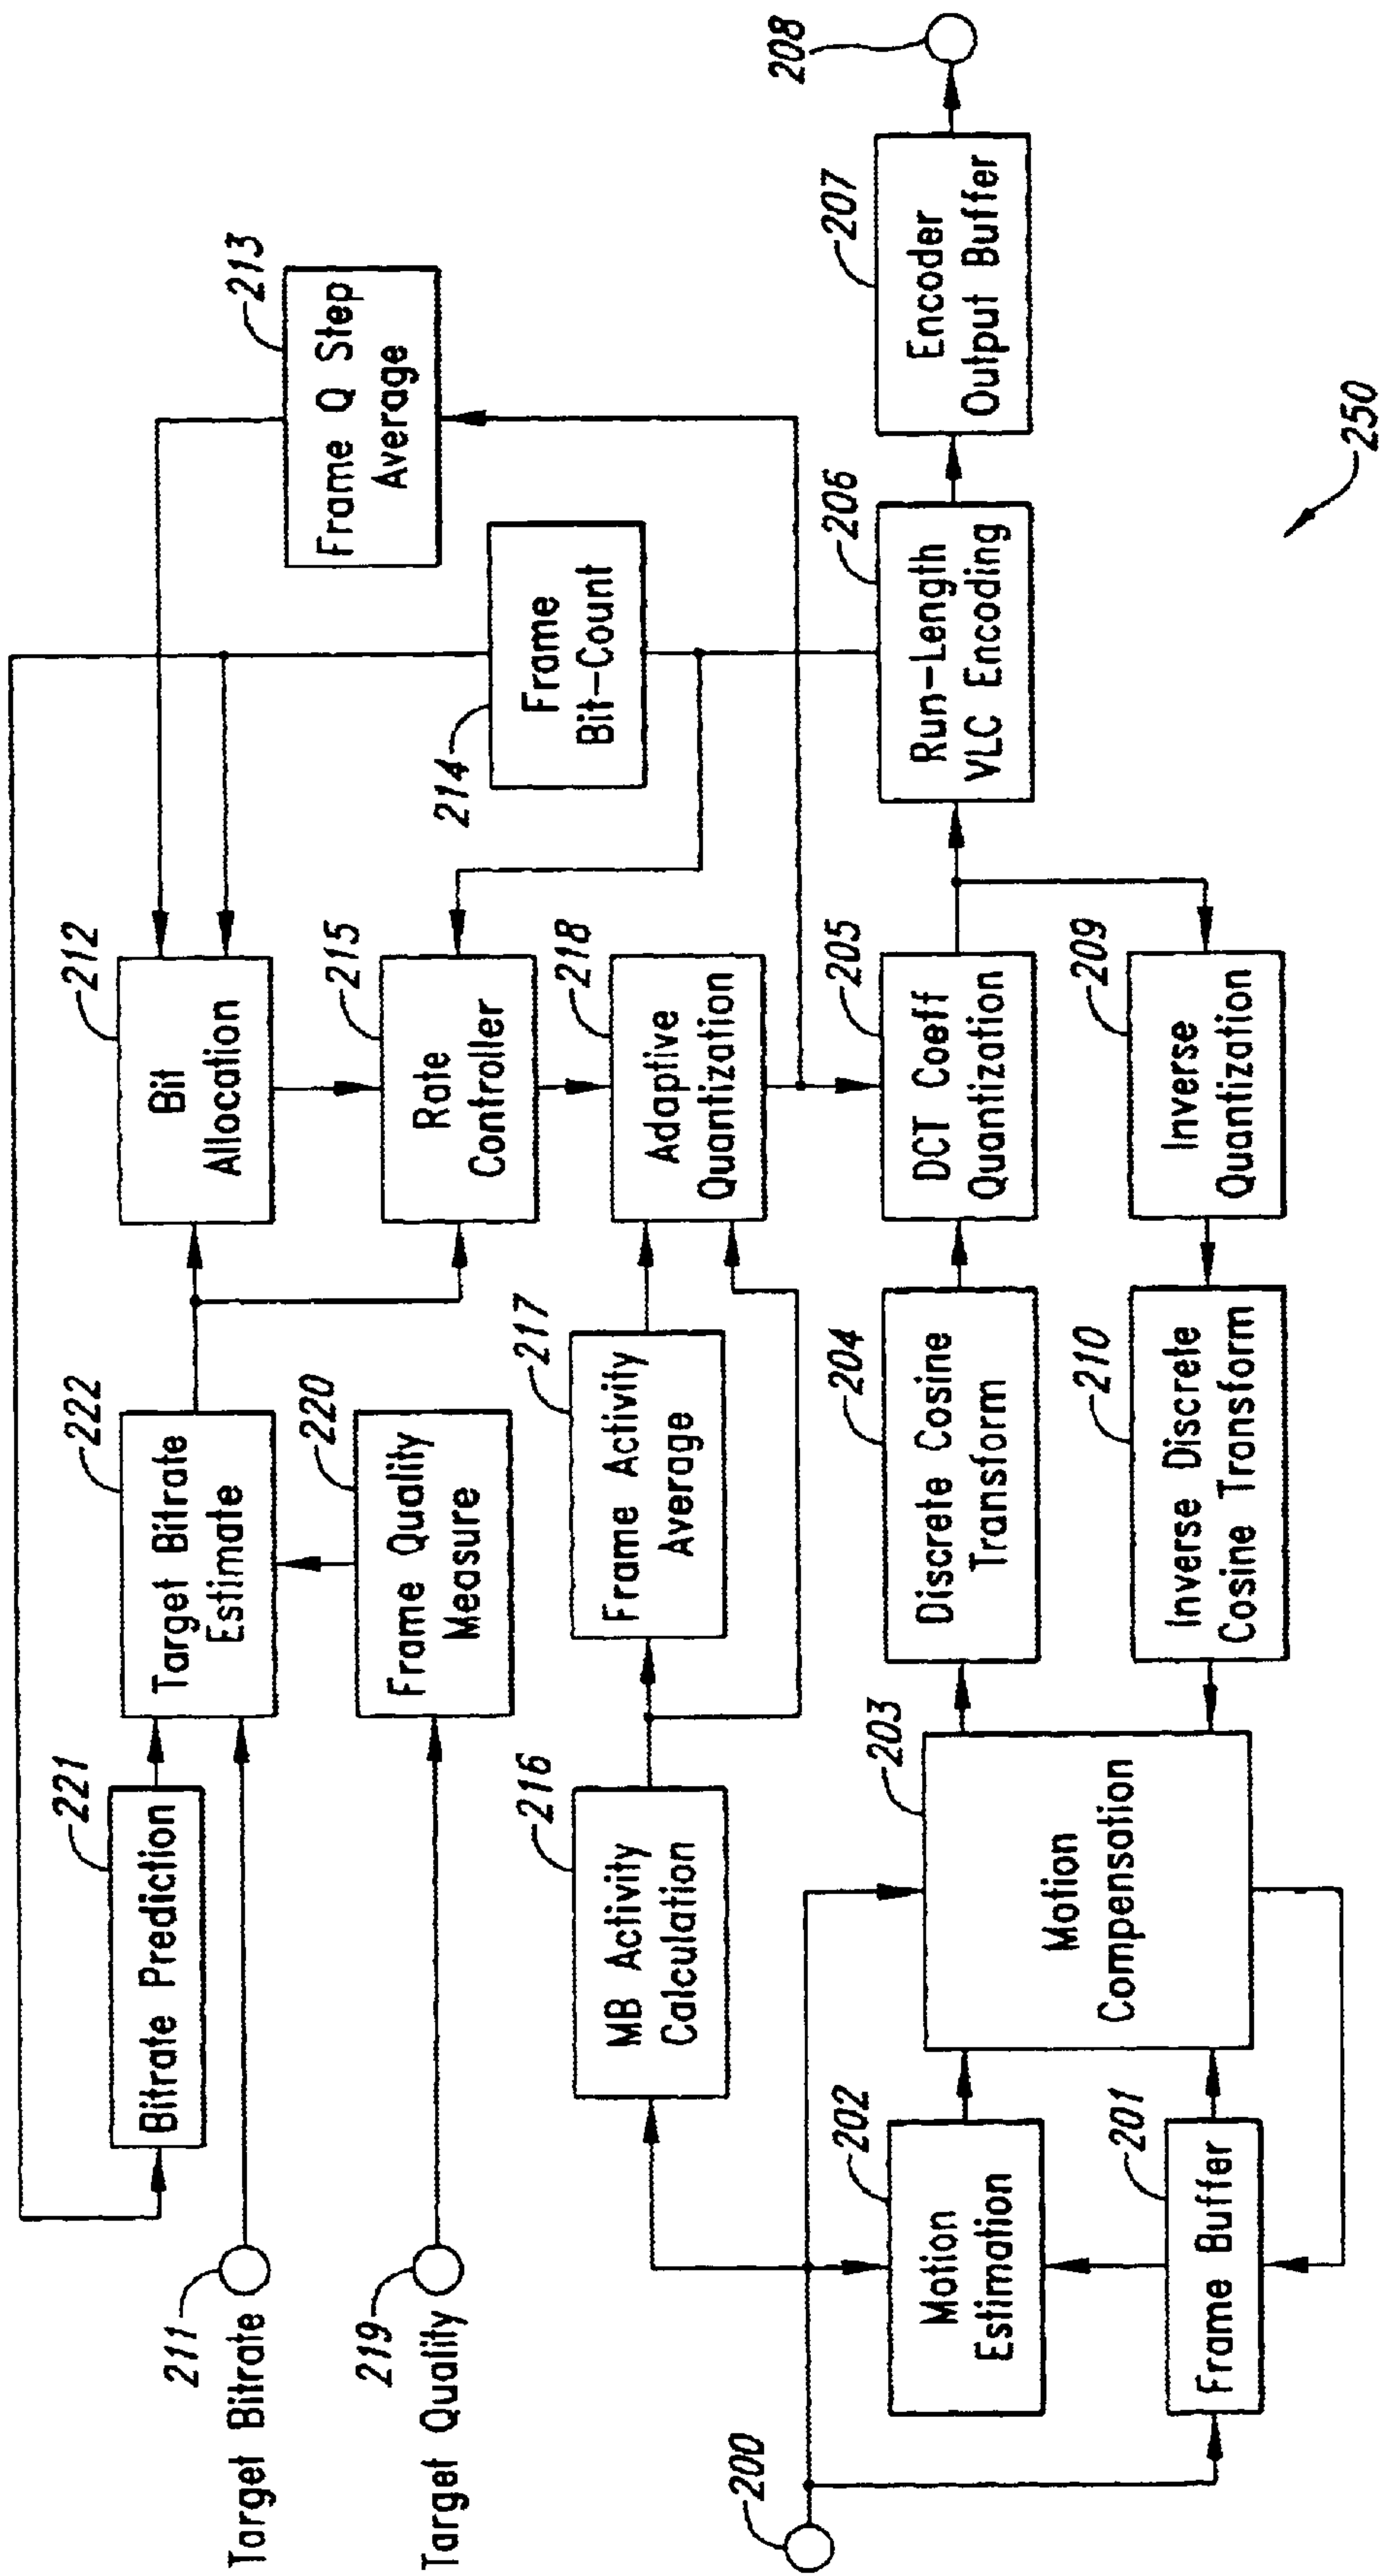 221
Bitrate Prediction
211
Target Bitrate
222
Target Bitrate
Estimate
212
Bit
Allocation
213
Frame Q Step
Average
219
Target Quality
220
Frame Quality
Measure
215
Rate
Controller
214
Frame
Bit-Count
216
MB Activity
Calculation
217
Frame Activity
Average
218
Adaptive
Quantization
200
202
Motion
Estimation
203
Motion
Compensation
204
Discrete Cosine
Transform
205
DCT Coeff
Quantization
206
Run-Length
VLC Encoding
207
Encoder
Output Buffer
208
201
Frame Buffer
210
Inverse Discrete
Cosine Transform
209
Inverse
Quantization
250